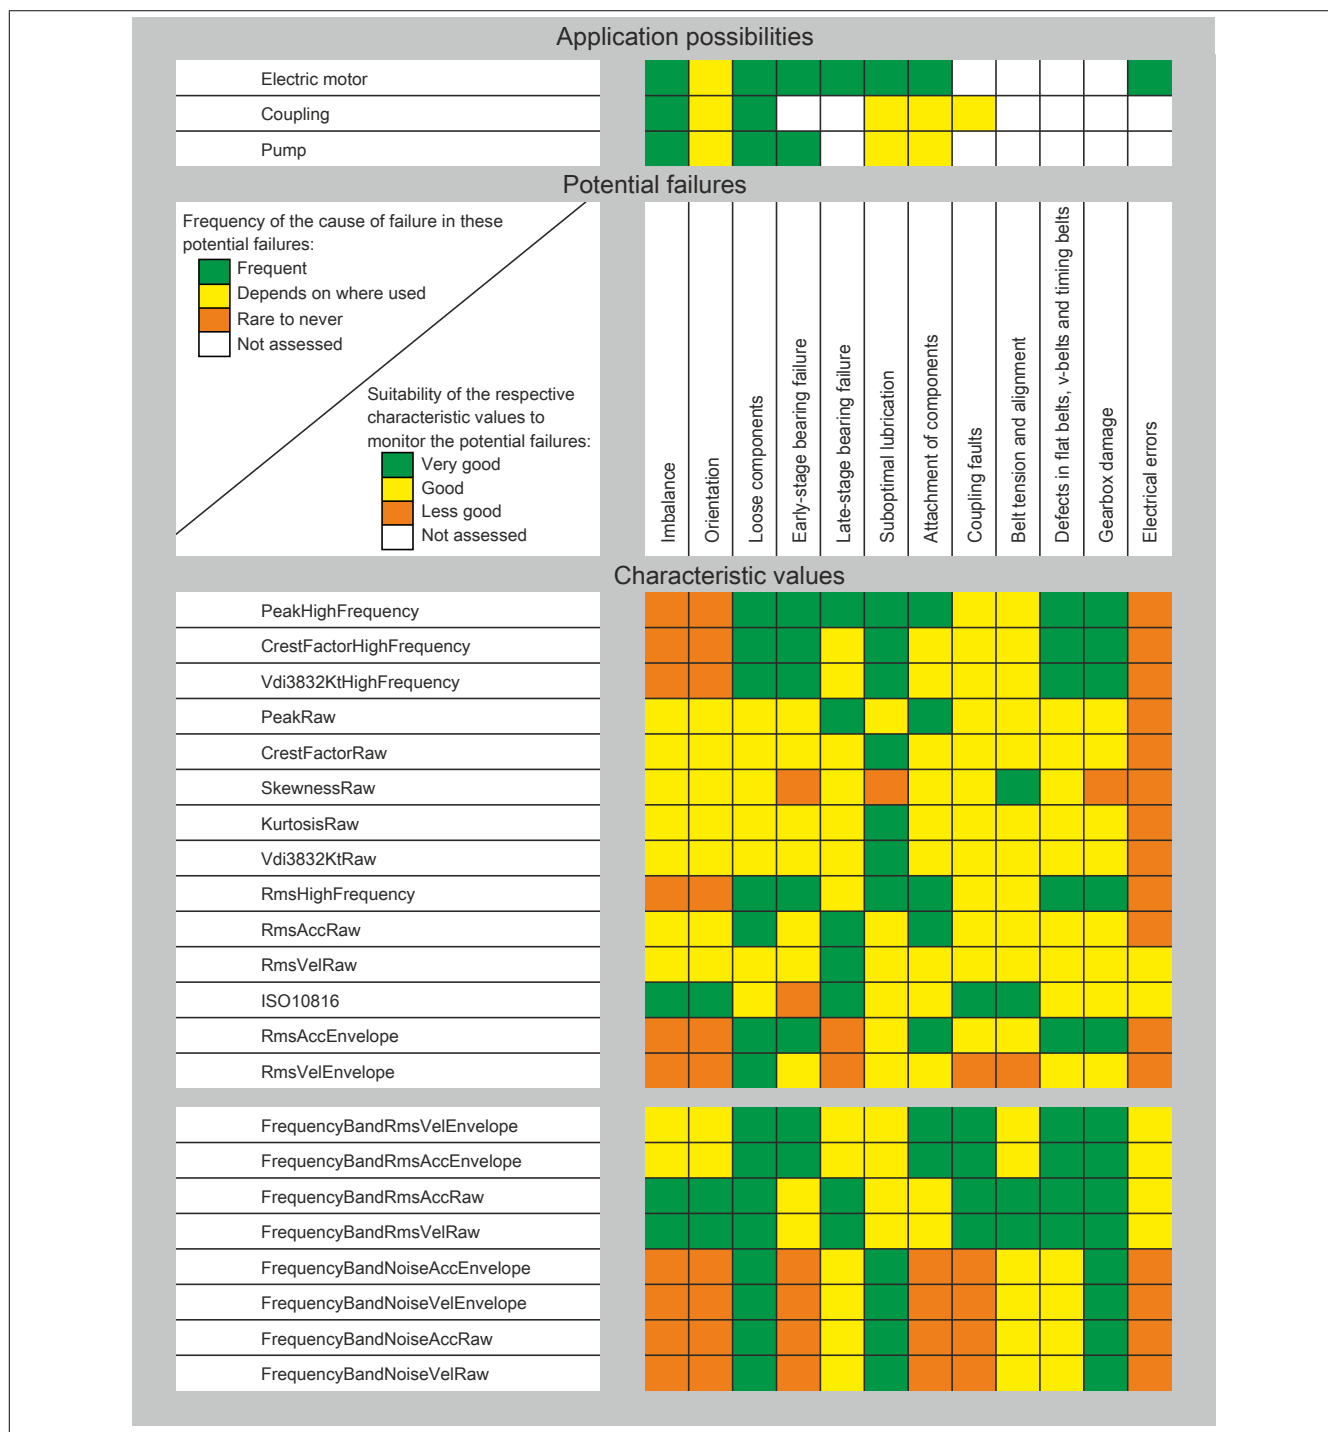 Application possibilities
Electric motor
Coupling
Pump
Potential failures
Frequency of the cause of failure in these
potential failures:
Frequent
Depends on where used
Rare to never
Not assessed
Suitability of the respective
characteristic values to
monitor the potential failures:
Very good
Good
Less good
Not assessed
Imbalance
Orientation
Loose components
Early-stage bearing failure
Late-stage bearing failure
Suboptimal lubrication
Attachment of components
Coupling faults
Belt tension and alignment
Defects in flat belts, v-belts and timing belts
Gearbox damage
Electrical errors
Characteristic values
PeakHighFrequency
CrestFactorHighFrequency
Vdi3832KtHighFrequency
PeakRaw
CrestFactorRaw
SkewnessRaw
KurtosisRaw
Vdi3832KtRaw
RmsHighFrequency
RmsAccRaw
RmsVelRaw
ISO10816
RmsAccEnvelope
RmsVelEnvelope
FrequencyBandRmsVelEnvelope
FrequencyBandRmsAccEnvelope
FrequencyBandRmsAccRaw
FrequencyBandRmsVelRaw
FrequencyBandNoiseAccEnvelope
FrequencyBandNoiseVelEnvelope
FrequencyBandNoiseAccRaw
FrequencyBandNoiseVelRaw